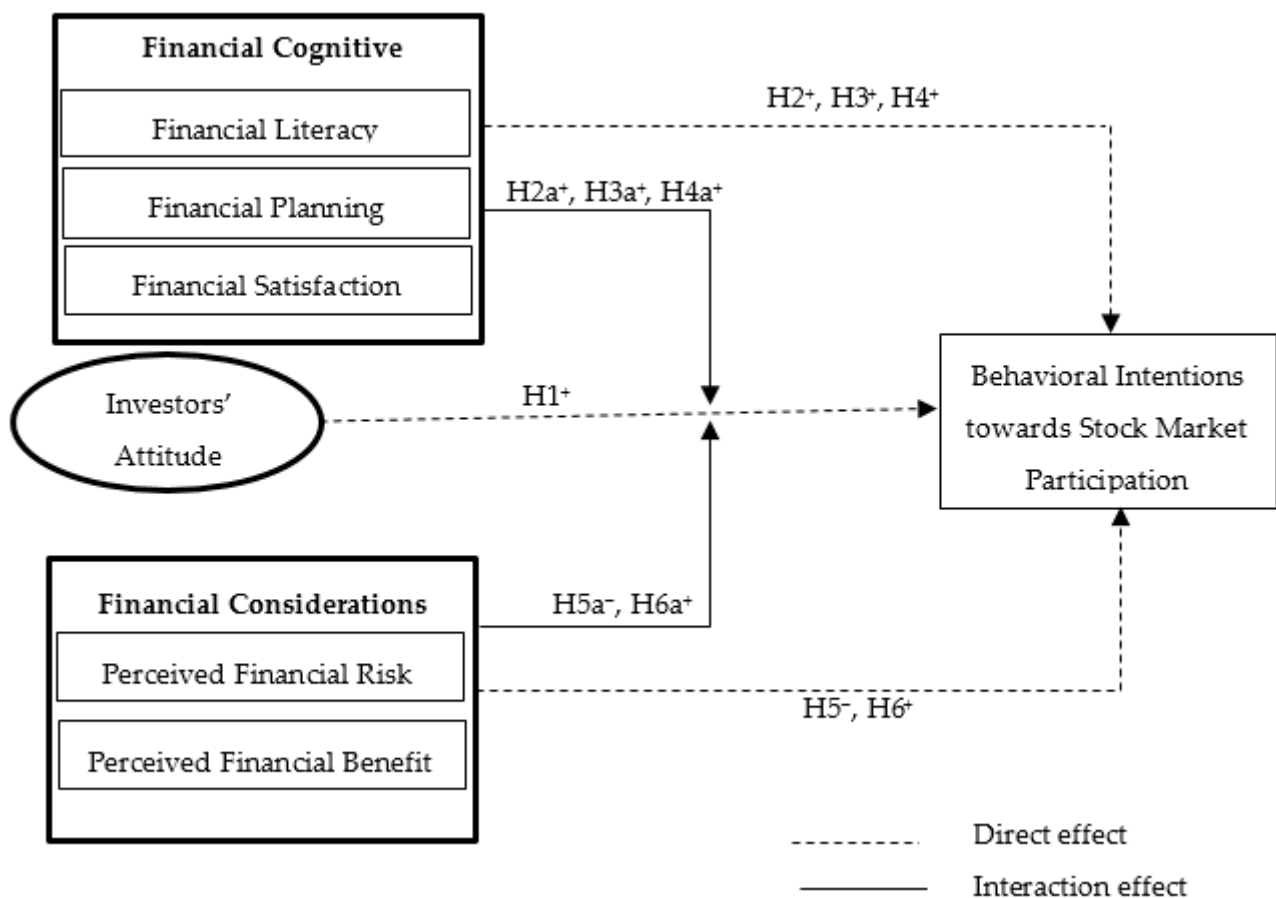 Financial Cognitive
Financial Literacy
Financial Planning
Financial Satisfaction
H2⁺, H3⁺, H4⁺
H2a⁺, H3a⁺, H4a⁺
Investors’
Attitude
H1⁺
Behavioral Intentions
towards Stock Market
Participation
Financial Considerations
Perceived Financial Risk
Perceived Financial Benefit
H5a⁻, H6a⁺
H5⁻, H6⁺
Direct effect
Interaction effect